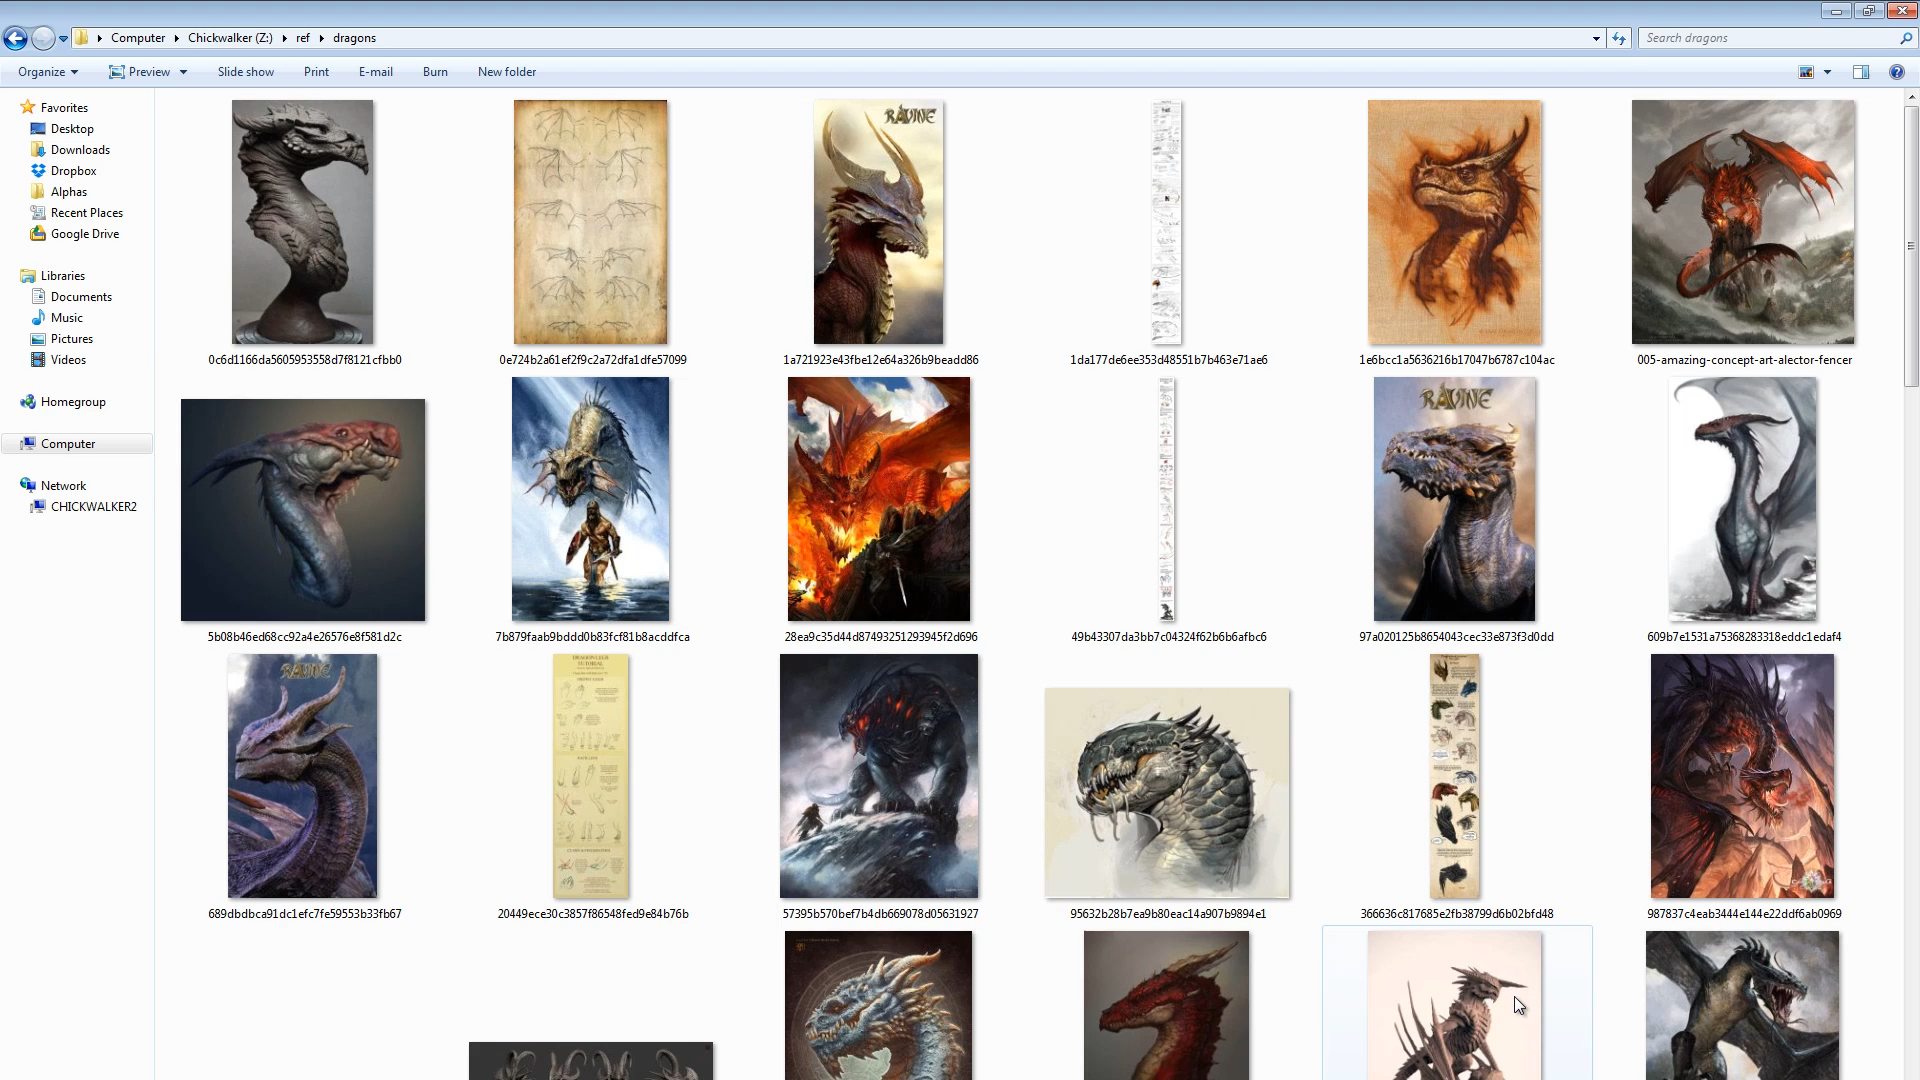 Computer Chickwalker (Z:) ref dragons
Search dragons
Organize Preview Slide show Print E-mail Burn New folder
Favorites
Desktop
Downloads
Dropbox
Alphas
Recent Places
Google Drive
Libraries
Documents
Music
Pictures
Videos
Homegroup
Computer
Network
CHICKWALKER2
RAVINE
0c6d1166da5605953558d7f8121cfbb0
0e724b2a61ef2f9c2a72dfa1dfe57099
1a721923e43fbe12e64a326b9beadd86
1da177de6ee353d48551b7b463e71ae6
1e6bcc1a5636216b17047b6787c104ac
005-amazing-concept-art-alector-fencer
RAVINE
5b08b46ed68cc92a4e26576e8f581d2c
7b879faab9bddd0b83fcf81b8acddfca
28ea9c35d44d87493251293945f2d696
49b43307da3bb7c04324f62b6b6afbc6
97a020125b8654043cec33e873f3d0dd
609b7e1531a75368283318eddc1edaf4
RAVINE
DRAGON LEGS
TUTORIAL
689dbdbca91dc1efc7fe59553b33fb67
20449ece30c3857f86548fed9e84b76b
57395b570bef7b4db669078d05631927
95632b28b7ea9b80eac14a907b9894e1
366636c817685e2fb38799d6b02bfd48
987837c4eab3444e144e22ddf6ab0969